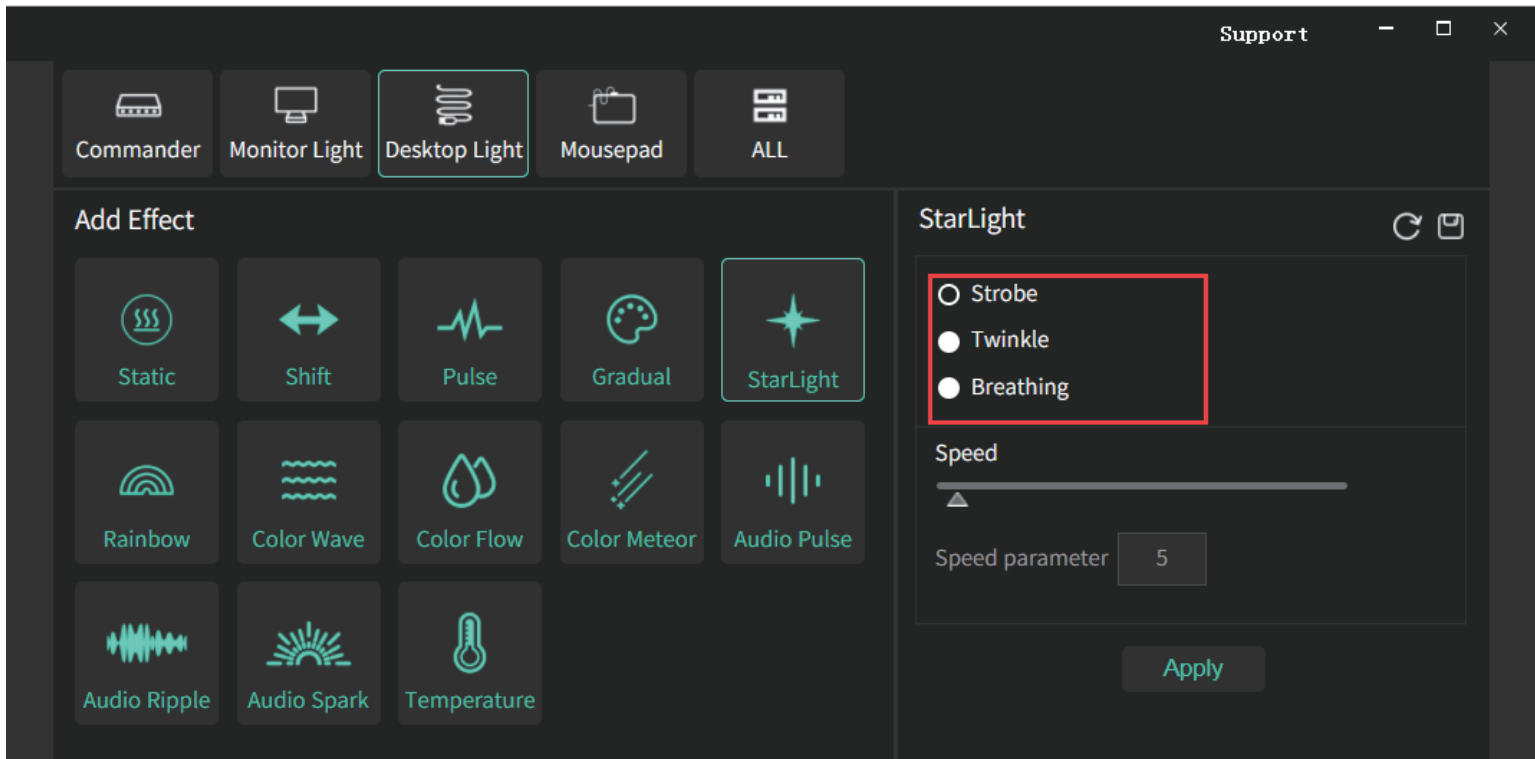 Support
Commander
Monitor Light
Desktop Light
Mousepad
ALL
Add Effect
Static
Shift
Pulse
Gradual
StarLight
Rainbow
Color Wave
Color Flow
Color Meteor
Audio Pulse
Audio Ripple
Audio Spark
Temperature
StarLight
Strobe
Twinkle
Breathing
Speed
Speed parameter 5
Apply